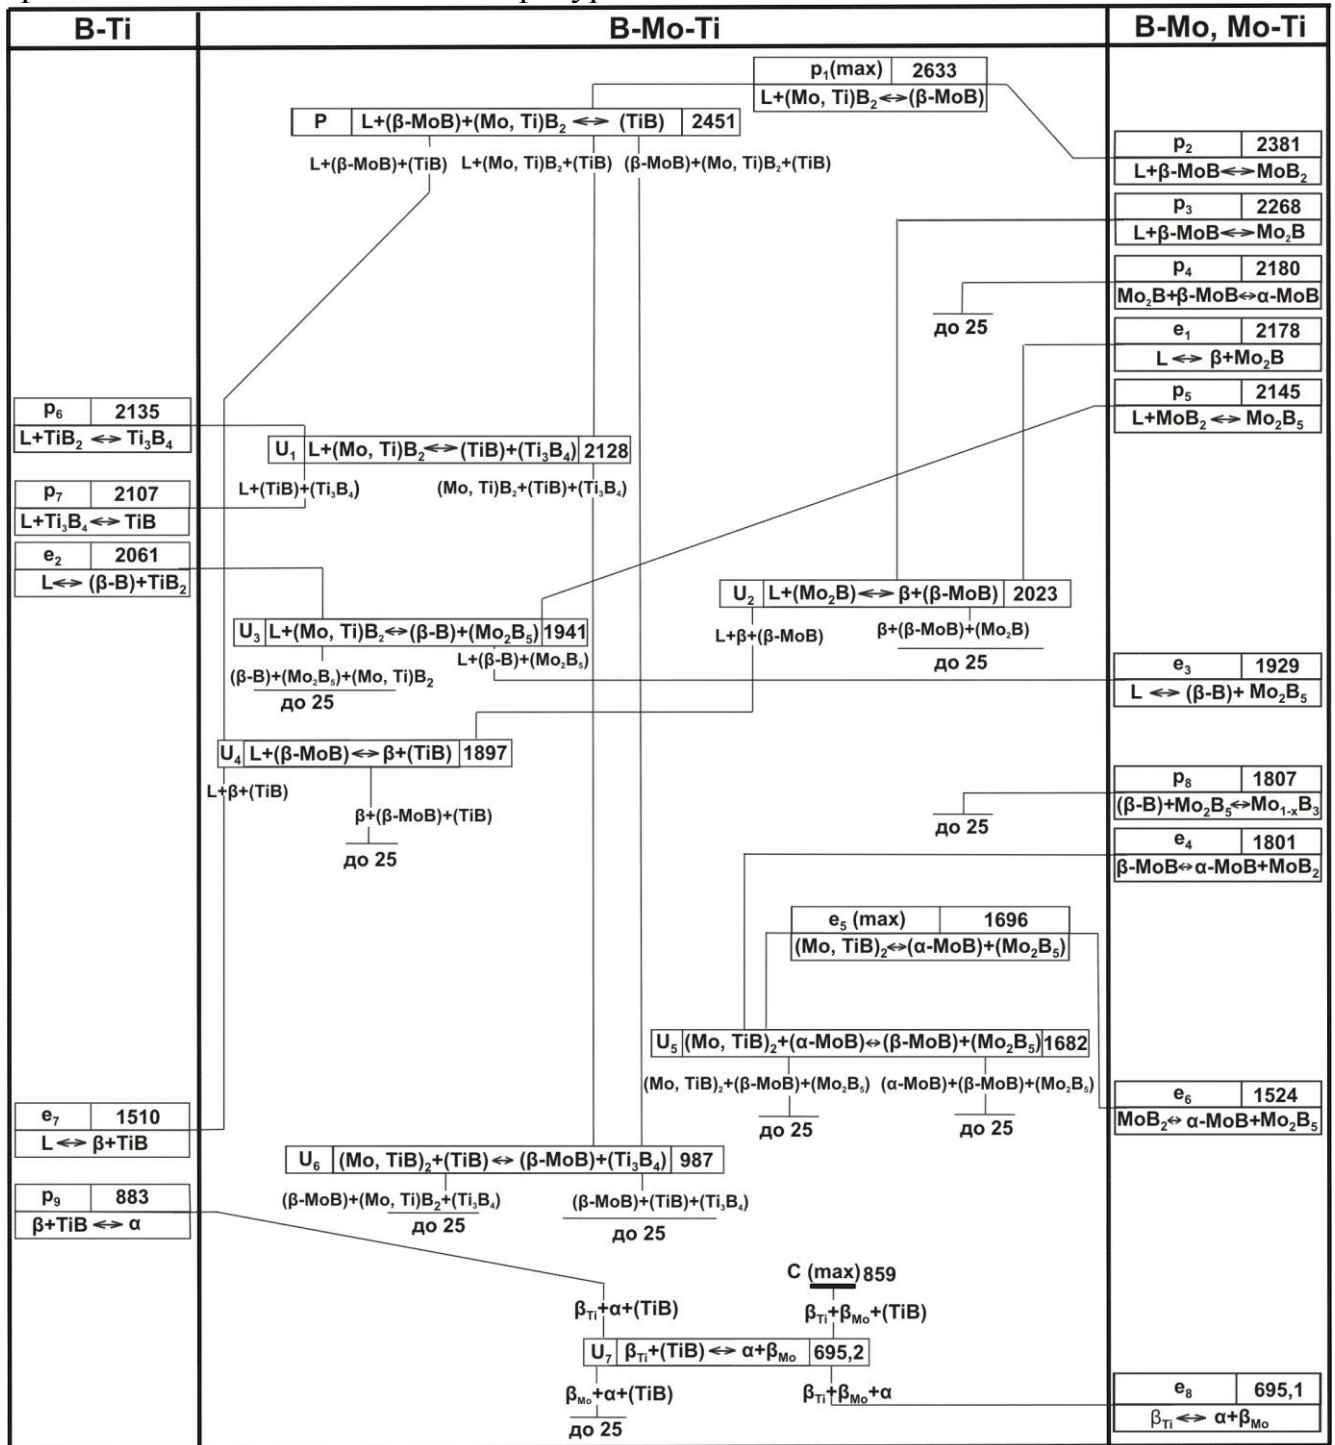 B-Ti
B-Mo-Ti
B-Mo, Mo-Ti
p₁(max) 2633
L+(Mo, Ti)B₂⇔(β-MoB)
P L+(β-MoB)+(Mo, Ti)B₂ ⇔ (TiB) 2451
L+(β-MoB)+(TiB) L+(Mo, Ti)B₂+(TiB) (β-MoB)+(Mo, Ti)B₂+(TiB)
p₂ 2381
L+β-MoB⇔MoB₂
p₃ 2268
L+β-MoB⇔Mo₂B
p₄ 2180
Mo₂B+β-MoB⇔α-MoB
до 25
e₁ 2178
L ⇔ β+Mo₂B
p₅ 2145
L+MoB₂ ⇔ Mo₂B₅
p₆ 2135
L+TiB₂ ⇔ Ti₃B₄
U₁ L+(Mo, Ti)B₂⇔(TiB)+(Ti₃B₄) 2128
L+(TiB)+(Ti₃B₄) (Mo, Ti)B₂+(TiB)+(Ti₃B₄)
p₇ 2107
L+Ti₃B₄⇔TiB
e₂ 2061
L⇔(β-B)+TiB₂
U₂ L+(Mo₂B)⇔β+(β-MoB) 2023
L+β+(β-MoB) β+(β-MoB)+(Mo₂B)
до 25
U₃ L+(Mo, Ti)B₂⇔(β-B)+(Mo₂B₅) 1941
L+(β-B)+(Mo₂B₅)
(β-B)+(Mo₂B₅)+(Mo, Ti)B₂
до 25
e₃ 1929
L ⇔ (β-B)+ Mo₂B₅
U₄ L+(β-MoB)⇔β+(TiB) 1897
L+β+(TiB)
β+(β-MoB)+(TiB)
до 25
p₈ 1807
(β-B)+Mo₂B₅⇔Mo₁₋ₓB₃
до 25
e₄ 1801
β-MoB⇔α-MoB+MoB₂
e₅ (max) 1696
(Mo, TiB)₂⇔(α-MoB)+(Mo₂B₅)
U₅ (Mo, TiB)₂+(α-MoB)⇔(β-MoB)+(Mo₂B₅) 1682
(Mo, TiB)₂+(β-MoB)+(Mo₂B₅) (α-MoB)+(β-MoB)+(Mo₂B₅)
до 25 до 25
e₆ 1524
MoB₂⇔α-MoB+Mo₂B₅
e₇ 1510
L ⇔ β+TiB
U₆ (Mo, TiB)₂+(TiB) ⇔ (β-MoB)+(Ti₃B₄) 987
(β-MoB)+(Mo, Ti)B₂+(Ti₃B₄) (β-MoB)+(TiB)+(Ti₃B₄)
до 25 до 25
p₉ 883
β+TiB ⇔ α
C (max) 859
β_Ti+α+(TiB) β_Ti+β_Mo+(TiB)
U₇ β_Ti+(TiB) ⇔ α+β_Mo 695,2
β_Mo+α+(TiB) β_Ti+β_Mo+α
до 25
e₈ 695,1
β_Ti ⇔ α+β_Mo